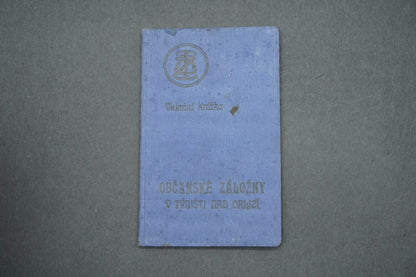 Vkladní knížka
OBČANSKÉ ZÁLOŽNY
V TÝNIŠTI NAD ORLICÍ